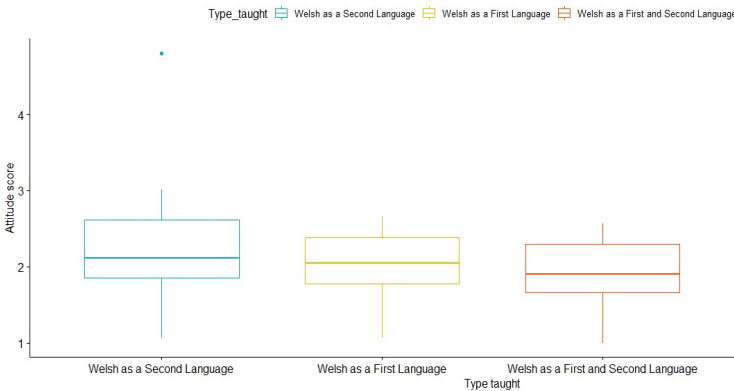 Type_taught Welsh as a Second Language Welsh as a First Language Welsh as a First and Second Language
Attitude score
4
3
2
1
Welsh as a Second Language Welsh as a First Language Welsh as a First and Second Language
Type taught